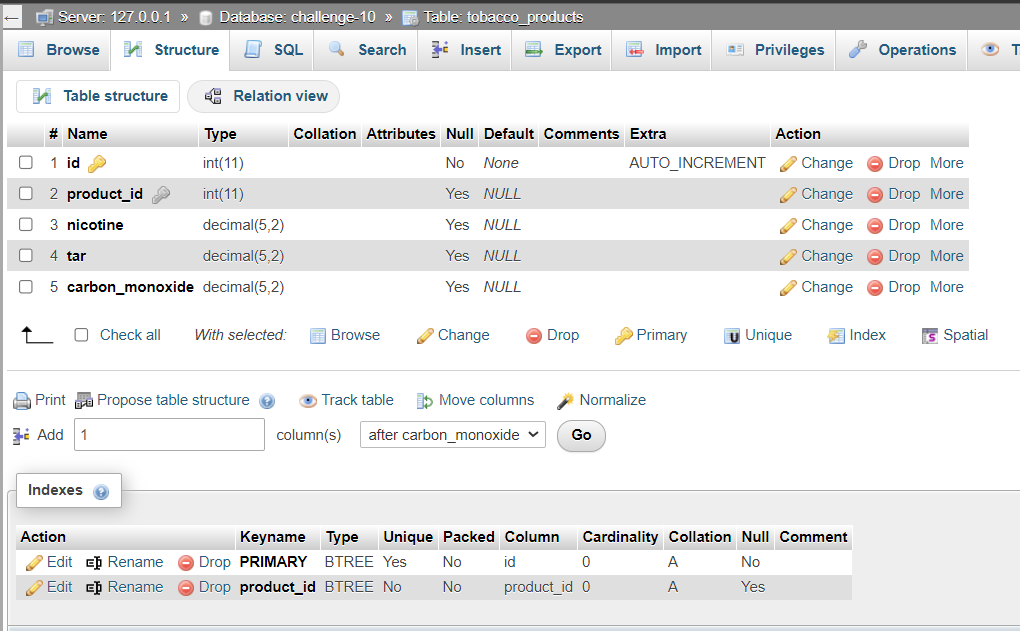 Server: 127.0.0.1 » Database: challenge-10 » Table: tobacco_products
Browse Structure SQL Search Insert Export Import Privileges Operations T
Table structure Relation view
# Name Type Collation Attributes Null Default Comments Extra Action
1 id int(11) No None AUTO_INCREMENT Change Drop More
2 product_id int(11) Yes NULL Change Drop More
3 nicotine decimal(5,2) Yes NULL Change Drop More
4 tar decimal(5,2) Yes NULL Change Drop More
5 carbon_monoxide decimal(5,2) Yes NULL Change Drop More
Check all With selected: Browse Change Drop Primary Unique Index Spatial
Print Propose table structure Track table Move columns Normalize
Add 1 column(s) after carbon_monoxide Go
Indexes
Action Keyname Type Unique Packed Column Cardinality Collation Null Comment
Edit Rename Drop PRIMARY BTREE Yes No id 0 A No
Edit Rename Drop product_id BTREE No No product_id 0 A Yes